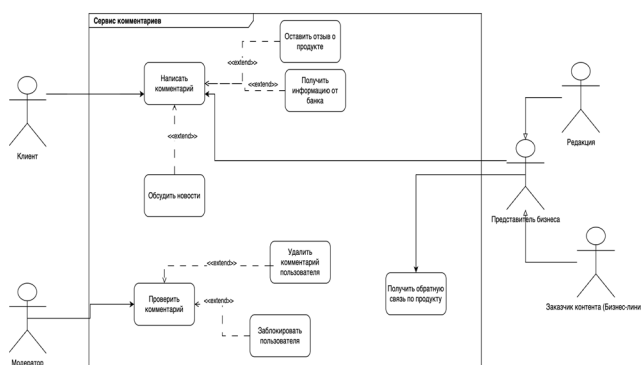 Сервис комментариев
Оставить отзыв о
продукте
<<extend>>
Написать
комментарий
<<extend>>
Получить
информацию от
банка
Клиент
<<extend>>
Обсудить новости
Редакция
Представитель бизнеса
Удалить
комментарий
пользователя
<<extend>>
Проверить
комментарий
<<extend>>
Заблокировать
пользователя
Получить обратную
связь по продукту
Заказчик контента (Бизнес-лини
Модератор